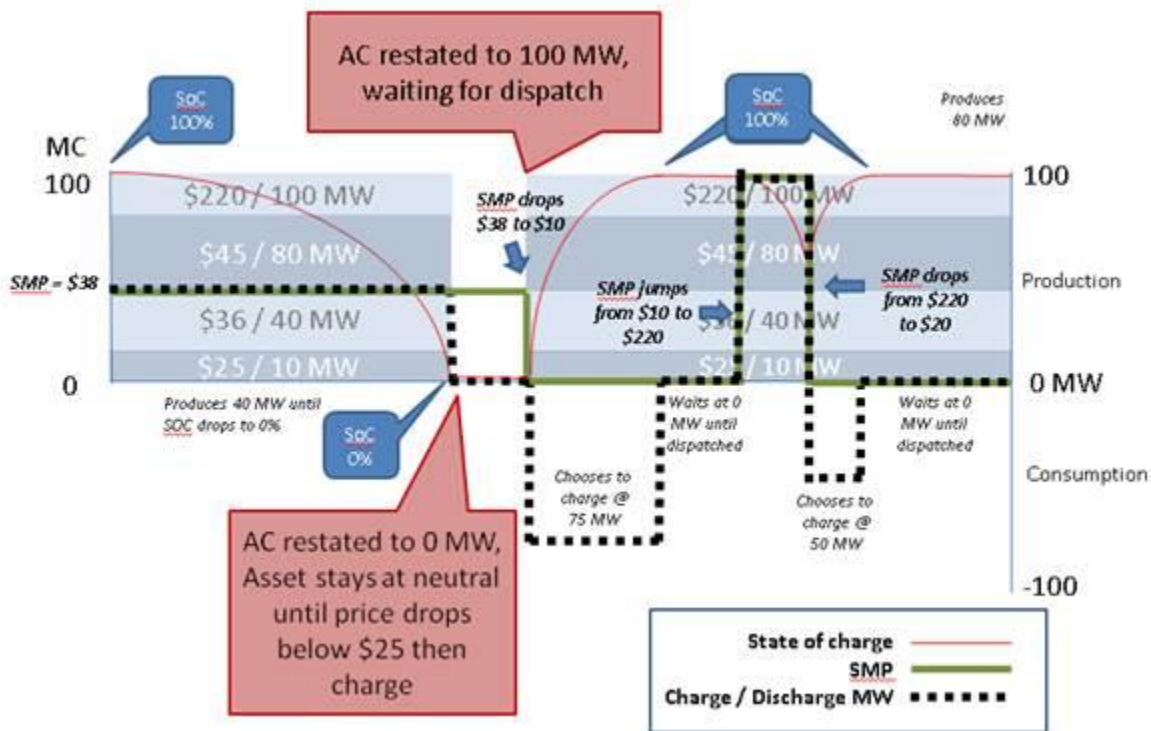 AC restated to 100 MW,
waiting for dispatch
SoC
100%
SoC
100%
Produces
80 MW
MC
100
100
$220 / 100 MW
$220 / 100 MW
SMP drops
$38 to $10
$45 / 80 MW
$45 / 80 MW
SMP = $38
SMP jumps
from $10 to
$220
SMP drops
from $220
to $20
Production
$36 / 40 MW
$36 / 40 MW
$25 / 10 MW
$25 / 10 MW
0
0 MW
Produces 40 MW until
SOC drops to 0%
SoC
0%
Waits at 0
MW until
dispatched
Waits at 0
MW until
dispatched
Chooses to
charge @
75 MW
Chooses to
charge @
50 MW
Consumption
-100
AC restated to 0 MW,
Asset stays at neutral
until price drops
below $25 then
charge
State of charge
SMP
Charge / Discharge MW